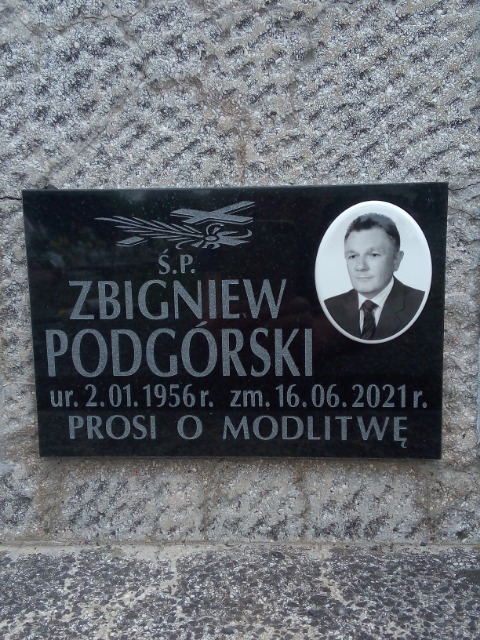 Ś.P.
ZBIGNIEW
PODGÓRSKI
ur. 2.01.1956 r. zm. 16.06.2021 r.
PROSI O MODLITWĘ